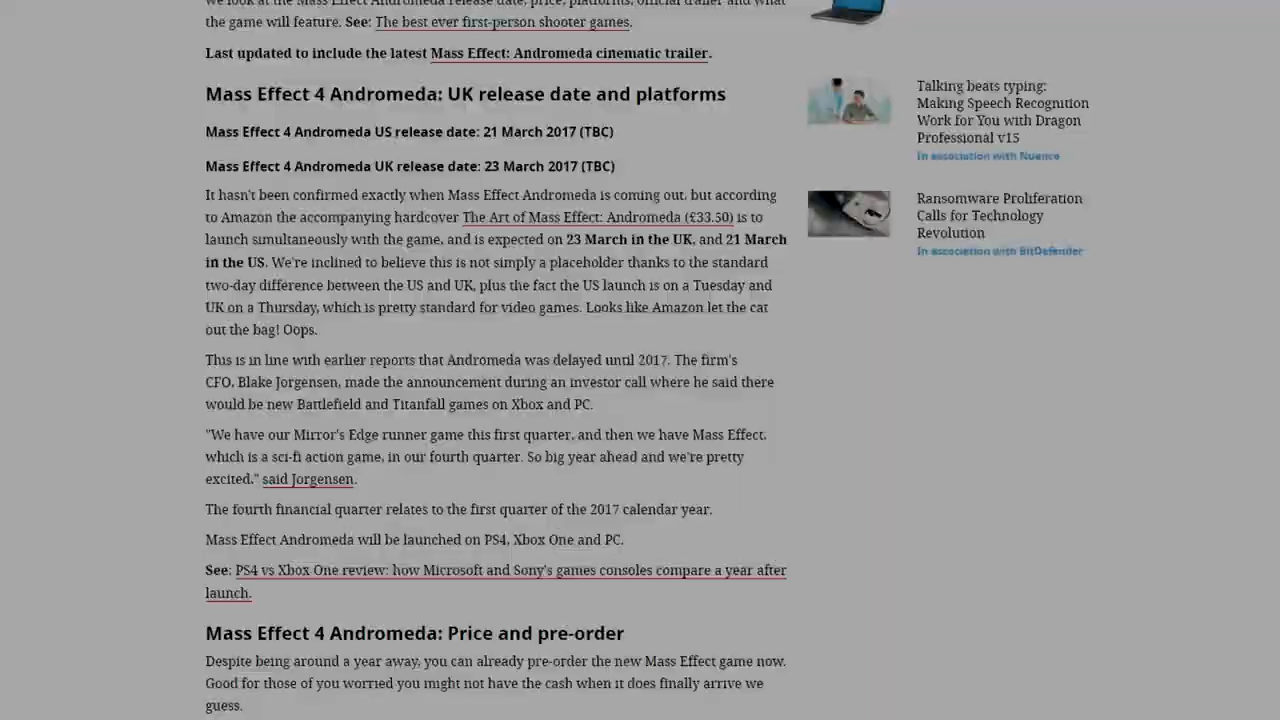 we look at the Mass Effect Andromeda release date, price, platforms, official trailer and what
the game will feature. See: The best ever first-person shooter games.
Last updated to include the latest Mass Effect: Andromeda cinematic trailer.
Mass Effect 4 Andromeda: UK release date and platforms
Mass Effect 4 Andromeda US release date: 21 March 2017 (TBC)
Mass Effect 4 Andromeda UK release date: 23 March 2017 (TBC)
It hasn't been confirmed exactly when Mass Effect Andromeda is coming out, but according
to Amazon the accompanying hardcover The Art of Mass Effect: Andromeda (£33.50) is to
launch simultaneously with the game, and is expected on 23 March in the UK, and 21 March
in the US. We're inclined to believe this is not simply a placeholder thanks to the standard
two-day difference between the US and UK, plus the fact the US launch is on a Tuesday and
UK on a Thursday, which is pretty standard for video games. Looks like Amazon let the cat
out the bag! Oops.
This is in line with earlier reports that Andromeda was delayed until 2017. The firm's
CFO, Blake Jorgensen, made the announcement during an investor call where he said there
would be new Battlefield and Titanfall games on Xbox and PC.
"We have our Mirror's Edge runner game this first quarter, and then we have Mass Effect,
which is a sci-fi action game, in our fourth quarter. So big year ahead and we're pretty
excited," said Jorgensen.
The fourth financial quarter relates to the first quarter of the 2017 calendar year.
Mass Effect Andromeda will be launched on PS4, Xbox One and PC.
See: PS4 vs Xbox One review: how Microsoft and Sony's games consoles compare a year after
launch.
Mass Effect 4 Andromeda: Price and pre-order
Despite being around a year away, you can already pre-order the new Mass Effect game now.
Good for those of you worried you might not have the cash when it does finally arrive we
guess.
Talking beats typing:
Making Speech Recognition
Work for You with Dragon
Professional v15
In association with Nuance
Ransomware Proliferation
Calls for Technology
Revolution
In association with BitDefender